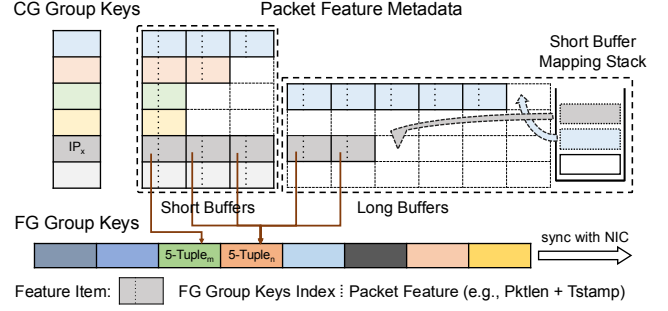 CG Group Keys
Packet Feature Metadata
Short Buffer
Mapping Stack
IPx
Short Buffers
Long Buffers
FG Group Keys
5-Tuplem
5-Tuplen
sync with NIC
Feature Item:
FG Group Keys Index ⁞ Packet Feature (e.g., Pktlen + Tstamp)